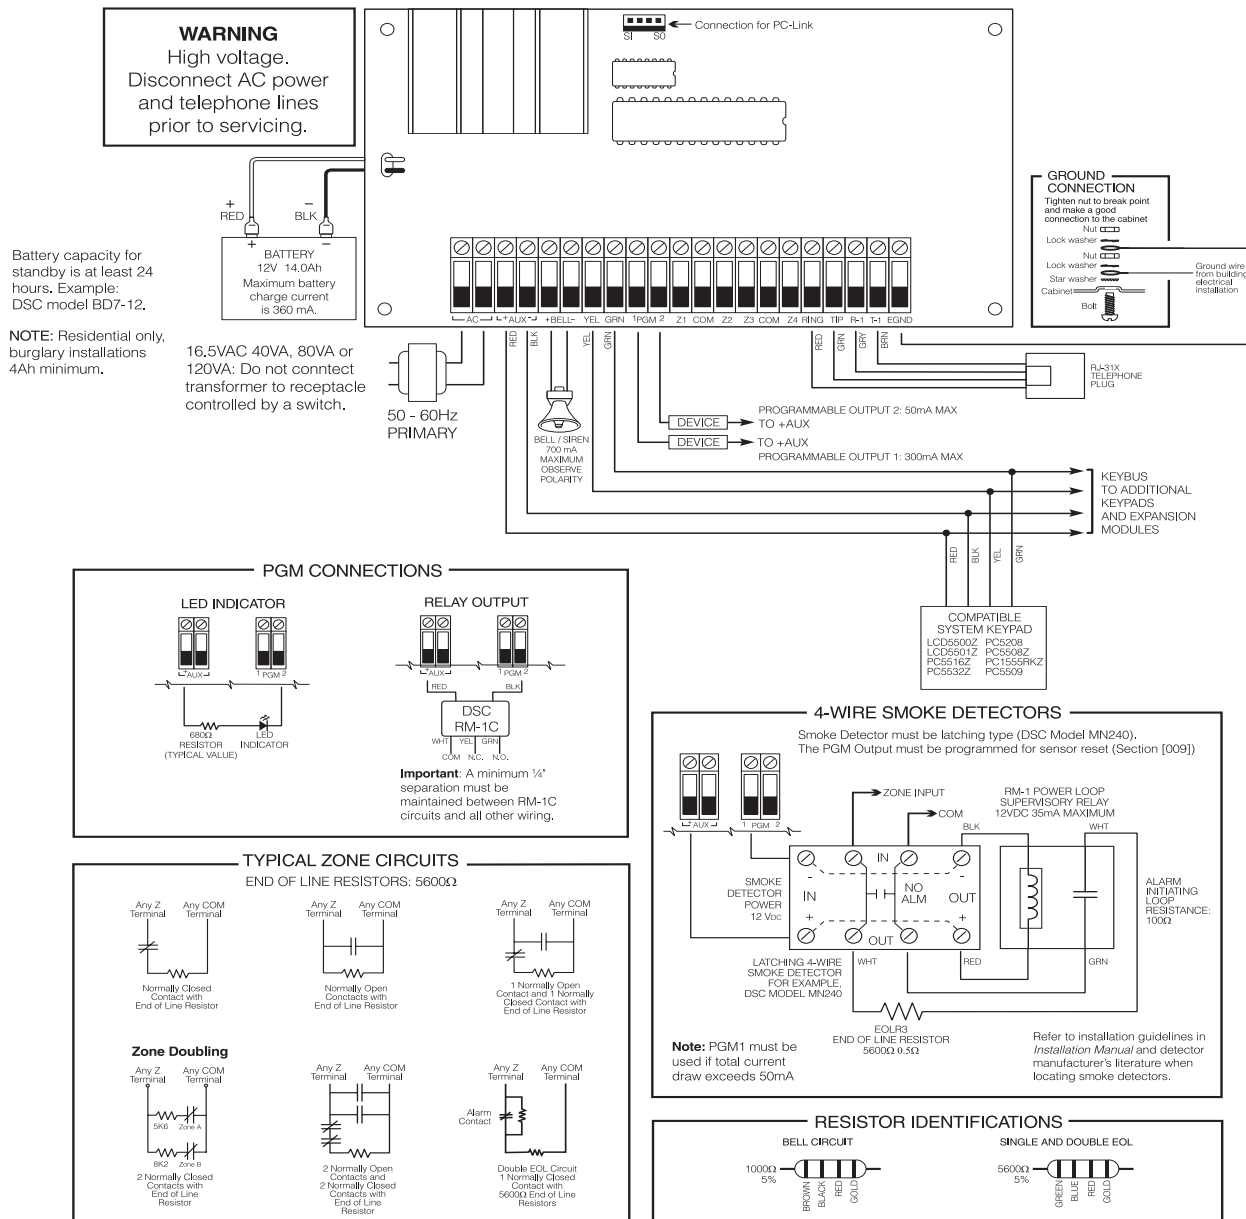 WARNING
High voltage.
Disconnect AC power
and telephone lines
prior to servicing.
SI SO
Connection for PC-Link
+ −
RED BLK
+ −
BATTERY
12V 14.0Ah
Maximum battery
charge current
is 360 mA.
Battery capacity for
standby is at least 24
hours. Example:
DSC model BD7-12.
NOTE: Residential only,
burglary installations
4Ah minimum.
16.5VAC 40VA, 80VA or
120VA: Do not conntect
transformer to receptacle
controlled by a switch.
50 - 60Hz
PRIMARY
AC +AUX- +BELL- YEL GRN 1PGM 2 Z1 COM Z2 Z3 COM Z4 RING TIP R-1 T-1 EGND
RED BLK YEL GRN RED GRN GRY BRN
GROUND
CONNECTION
Tighten nut to break point
and make a good
connection to the cabinet
Nut
Lock washer
Nut
Lock washer
Star washer
Cabinet
Bolt
Ground wire
from building
electrical
installation
RJ-31X
TELEPHONE
PLUG
BELL / SIREN
700 mA
MAXIMUM
OBSERVE
POLARITY
PROGRAMMABLE OUTPUT 2: 50mA MAX
DEVICE TO +AUX
DEVICE TO +AUX
PROGRAMMABLE OUTPUT 1: 300mA MAX
KEYBUS
TO ADDITIONAL
KEYPADS
AND EXPANSION
MODULES
RED BLK YEL GRN
COMPATIBLE
SYSTEM KEYPAD
LCD5500Z PC5208
LCD5501Z PC5508Z
PC5516Z PC1555RKZ
PC5532Z PC5509
PGM CONNECTIONS
LED INDICATOR
+AUX- 1 PGM 2
680Ω
RESISTOR
(TYPICAL VALUE)
LED
INDICATOR
RELAY OUTPUT
+AUX- 1 PGM 2
RED BLK
DSC
RM-1C
WHT YEL GRN
COM N.C. N.O.
Important: A minimum ¼"
separation must be
maintained between RM-1C
circuits and all other wiring.
TYPICAL ZONE CIRCUITS
END OF LINE RESISTORS: 5600Ω
Any Z Terminal Any COM Terminal
Normally Closed
Contact with
End of Line Resistor
Any Z Terminal Any COM Terminal
Normally Open
Concacts with
End of Line Resistor
Any Z Terminal Any COM Terminal
1 Normally Open
Contact and 1 Normally
Closed Contact with
End of Line Resistor
Zone Doubling
Any Z Terminal Any COM Terminal
5K6 Zone A
8K2 Zone B
2 Normally Closed
Contacts with
End of Line
Resistor
Any Z Terminal Any COM Terminal
2 Normally Open
Contacts and
2 Normally Closed
Contacts with
End of Line
Resistor
Any Z Terminal Any COM Terminal
Alarm
Contact
Double EOL Circuit
1 Normally Closed
Contact with
5600Ω End of Line
Resistors
4-WIRE SMOKE DETECTORS
Smoke Detector must be latching type (DSC Model MN240).
The PGM Output must be programmed for sensor reset (Section [009])
+AUX- 1 PGM 2
ZONE INPUT
COM
RM-1 POWER LOOP
SUPERVISORY RELAY
12VDC 35mA MAXIMUM
BLK WHT
SMOKE
DETECTOR
POWER
12 VDC
IN
- -
IN NO ALM OUT
+ +
OUT
ALARM
INITIATING
LOOP
RESISTANCE:
100Ω
LATCHING 4-WIRE
SMOKE DETECTOR
FOR EXAMPLE,
DSC MODEL MN240
WHT RED GRN
EOLR3
END OF LINE RESISTOR
5600Ω 0.5Ω
Note: PGM1 must be
used if total current
draw exceeds 50mA
Refer to installation guidelines in
Installation Manual and detector
manufacturer's literature when
locating smoke detectors.
RESISTOR IDENTIFICATIONS
BELL CIRCUIT
1000Ω
5%
BROWN BLACK RED GOLD
SINGLE AND DOUBLE EOL
5600Ω
5%
GREEN BLUE RED GOLD